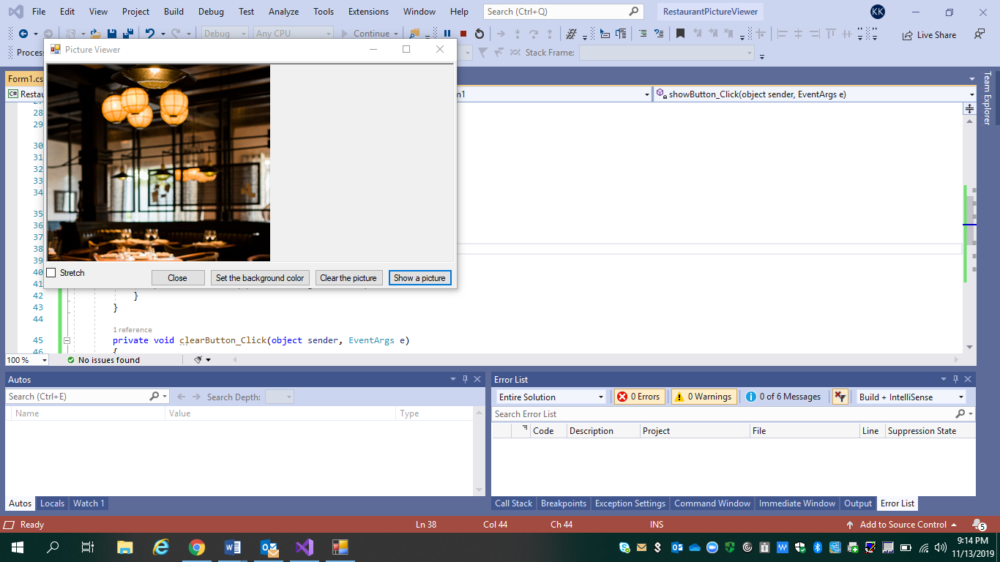 File Edit View Project Build Debug Test Analyze Tools Extensions Window Help Search (Ctrl+Q) RestaurantPictureViewer KK
Debug Any CPU Continue Live Share
Picture Viewer
Stack Frame:
Form1.cs
C# showButton_Click(object sender, EventArgs e)
Team Explorer
28
29
30
31
32
33
34
35
36
37
38
39
40
41
Stretch Close Set the background color Clear the picture Show a picture
42 }
43 }
44
1 reference
45 private void clearButton_Click(object sender, EventArgs e)
46 {
100 % No issues found
Autos
Search (Ctrl+E) Search Depth:
Name Value Type
Autos Locals Watch 1
Error List
Entire Solution 0 Errors 0 Warnings 0 of 6 Messages Build + IntelliSense
Search Error List
Code Description Project File Line Suppression State
Call Stack Breakpoints Exception Settings Command Window Immediate Window Output Error List
Ready Ln 38 Col 44 Ch 44 INS Add to Source Control 5
9:14 PM
11/13/2019